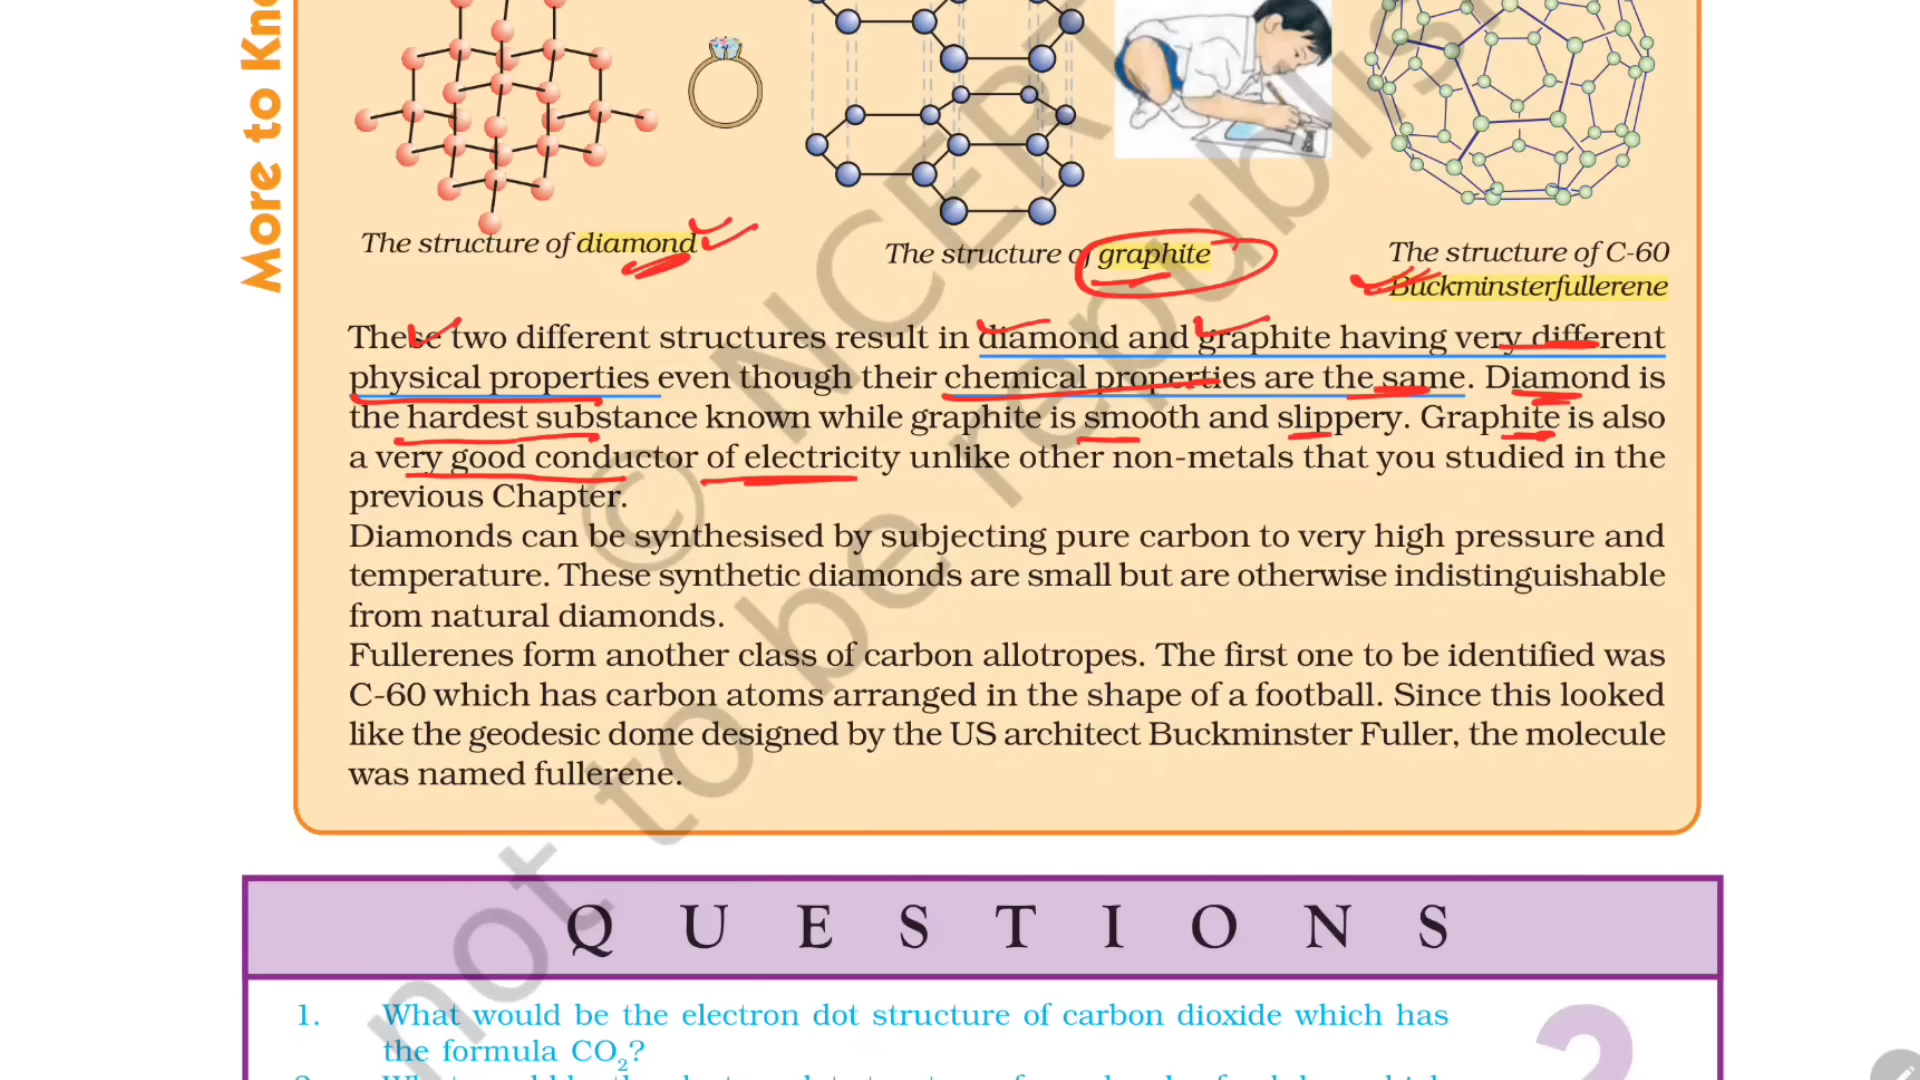 More to Kno
The structure of diamond
The structure of graphite
The structure of C-60
Buckminsterfullerene
These two different structures result in diamond and graphite having very different
physical properties even though their chemical properties are the same. Diamond is
the hardest substance known while graphite is smooth and slippery. Graphite is also
a very good conductor of electricity unlike other non-metals that you studied in the
previous Chapter.
Diamonds can be synthesised by subjecting pure carbon to very high pressure and
temperature. These synthetic diamonds are small but are otherwise indistinguishable
from natural diamonds.
Fullerenes form another class of carbon allotropes. The first one to be identified was
C-60 which has carbon atoms arranged in the shape of a football. Since this looked
like the geodesic dome designed by the US architect Buckminster Fuller, the molecule
was named fullerene.
© NCERT
not to be republis
QUESTIONS
1. What would be the electron dot structure of carbon dioxide which has
the formula CO₂?
?